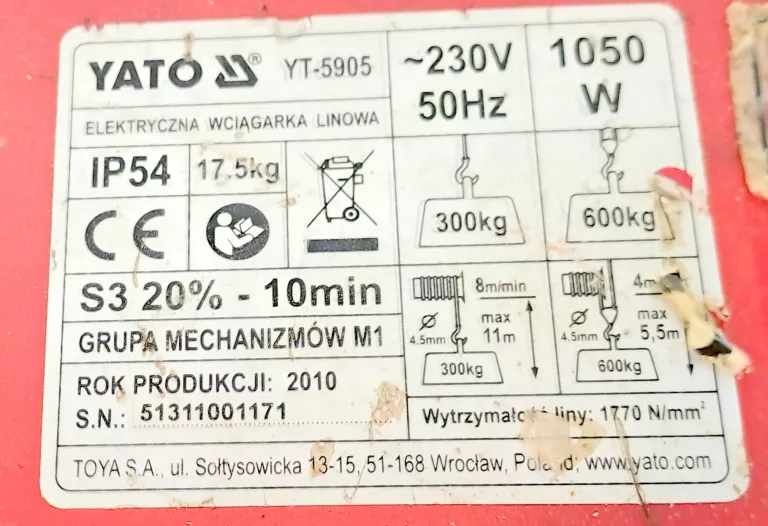 YATO ® YT-5905
~230V
50Hz
1050
W
ELEKTRYCZNA WCIĄGARKA LINOWA
IP54 17.5kg
300kg
600kg
CE
S3 20% - 10min
8m/min
max
11m
Ø
4.5mm
300kg
4m
max
5,5m
Ø
4.5mm
600kg
GRUPA MECHANIZMÓW M1
ROK PRODUKCJI: 2010
S.N.: 51311001171
Wytrzymałość liny: 1770 N/mm²
TOYA S.A., ul. Sołtysowicka 13-15, 51-168 Wrocław, Poland; www.yato.com